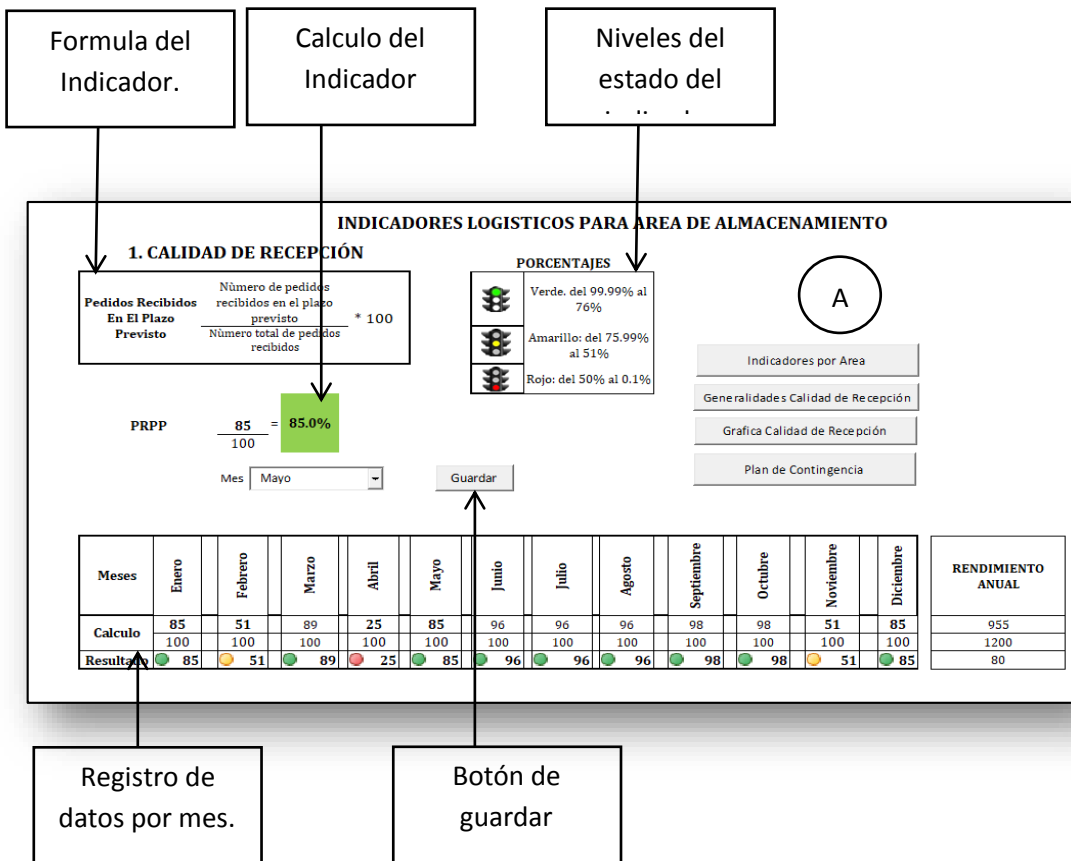 Formula del
Indicador.
Calculo del
Indicador
Niveles del
estado del
INDICADORES LOGISTICOS PARA AREA DE ALMACENAMIENTO
1. CALIDAD DE RECEPCIÓN
Pedidos Recibidos
En El Plazo
Previsto
Nùmero de pedidos
recibidos en el plazo
previsto
Nùmero total de pedidos
recibidos
* 100
PORCENTAJES
Verde. del 99.99% al
76%
Amarillo: del 75.99%
al 51%
Rojo: del 50% al 0.1%
A
Indicadores por Area
Generalidades Calidad de Recepción
Grafica Calidad de Recepción
Plan de Contingencia
PRPP 85 = 85.0%
100
Mes Mayo Guardar
Meses Enero Febrero Marzo Abril Mayo Junio Julio Agosto Septiembre Octubre Noviembre Diciembre
RENDIMIENTO
ANUAL
Calculo 85 51 89 25 85 96 96 96 98 98 51 85 955
100 100 100 100 100 100 100 100 100 100 100 100 1200
Resultado 85 51 89 25 85 96 96 96 98 98 51 85 80
Registro de
datos por mes.
Botón de
guardar